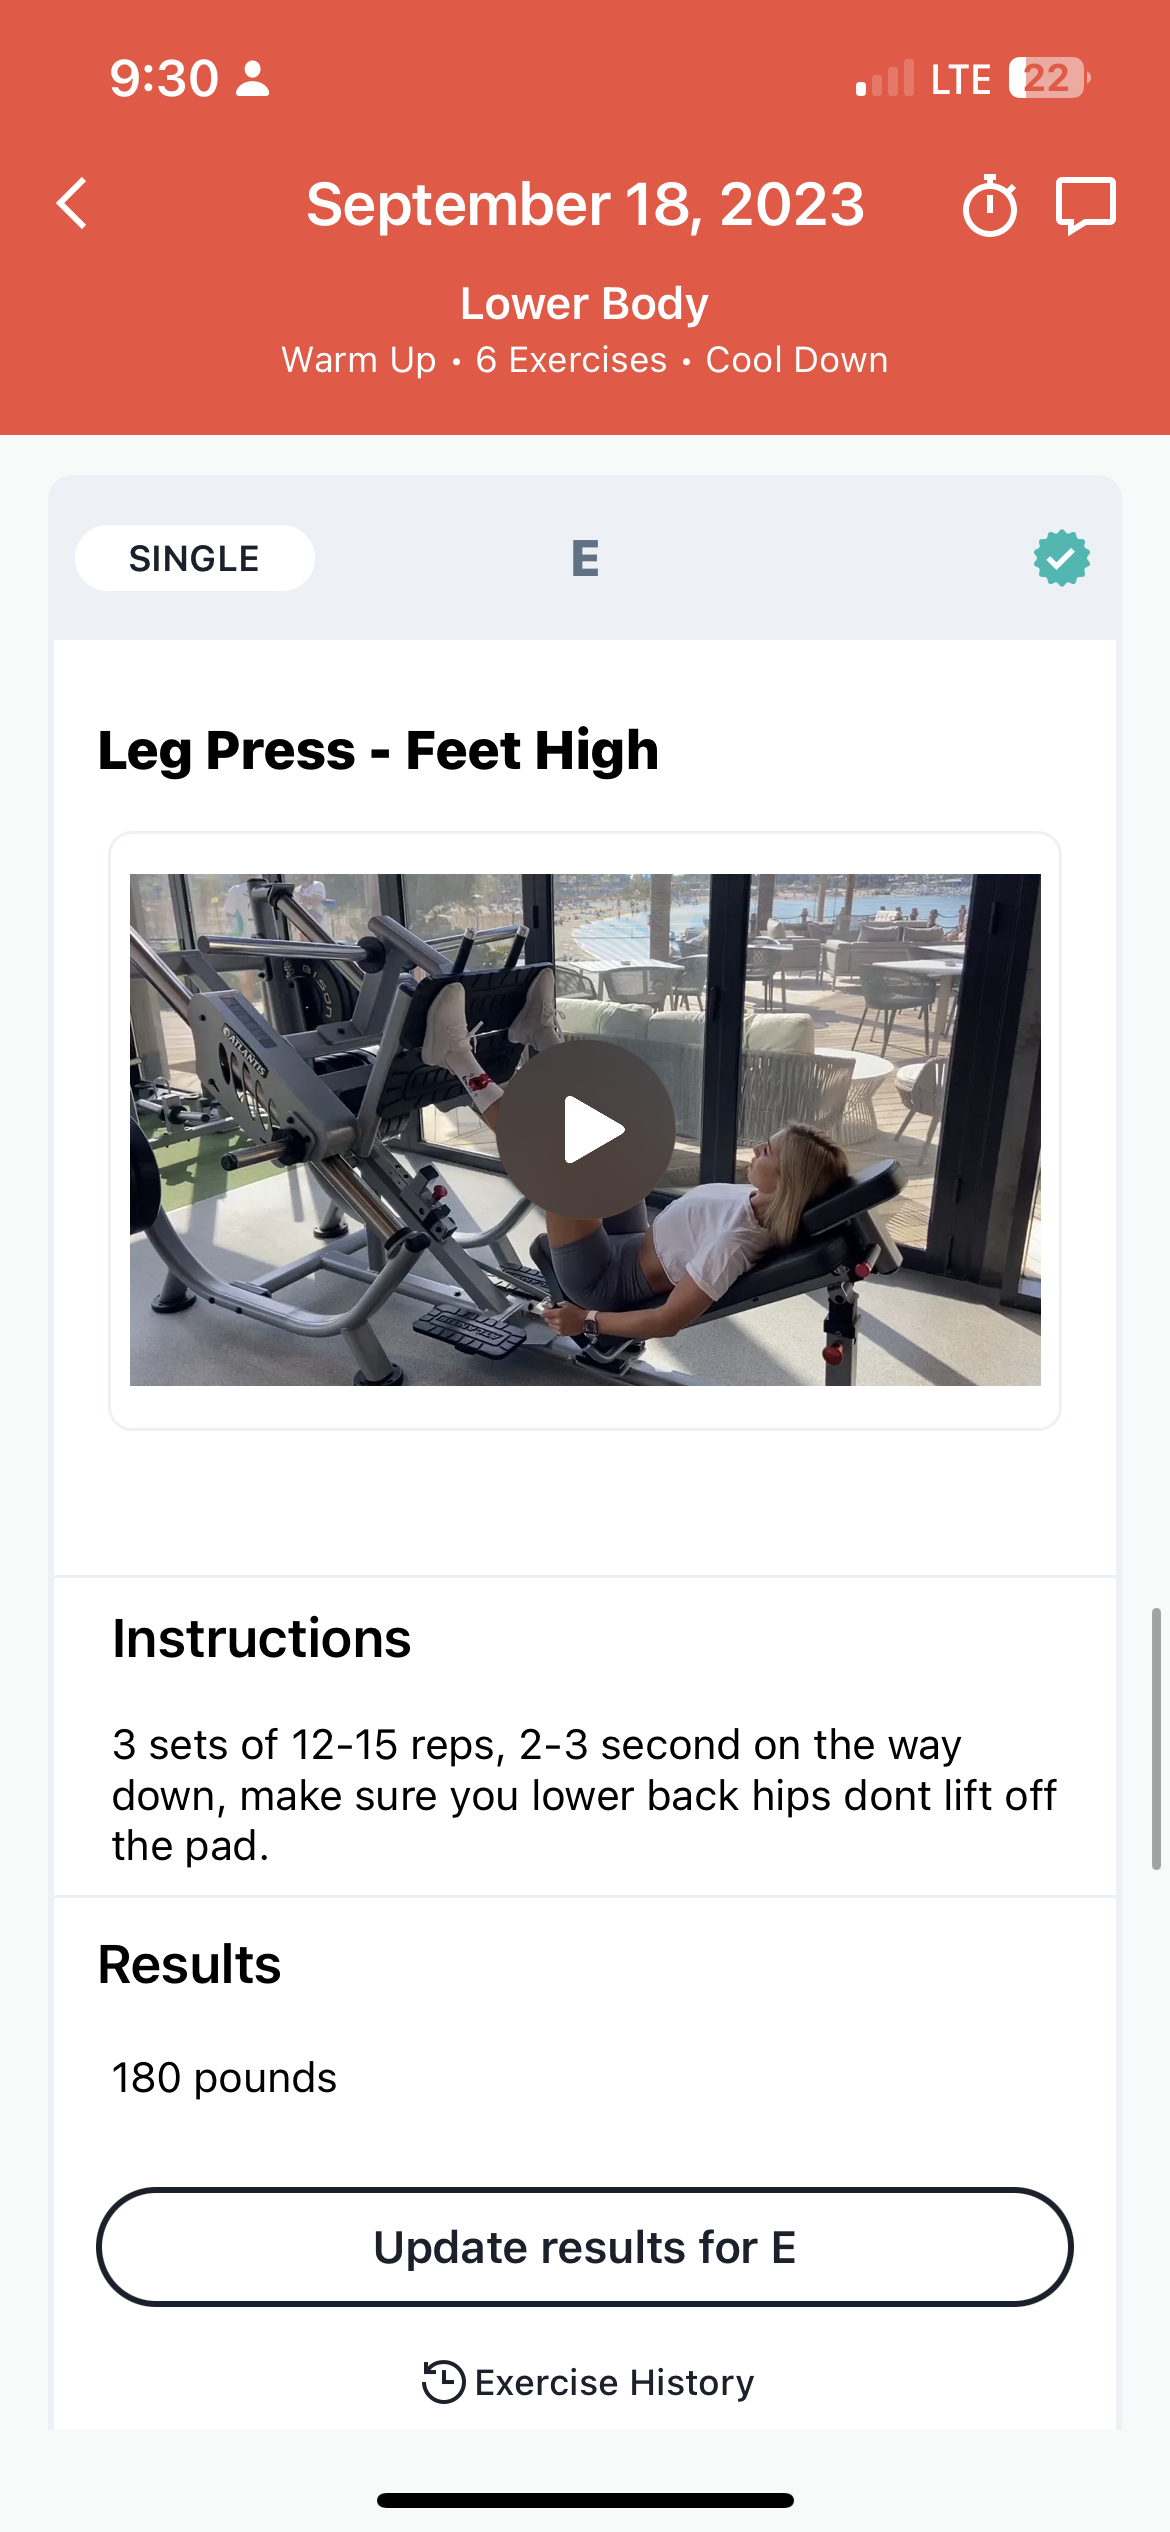 9:30
LTE
22
September 18, 2023
Lower Body
Warm Up • 6 Exercises • Cool Down
SINGLE
E
Leg Press - Feet High
ATLANTIS
ATLANTIS
Instructions
3 sets of 12-15 reps, 2-3 second on the way
down, make sure you lower back hips dont lift off
the pad.
Results
180 pounds
Update results for E
Exercise History